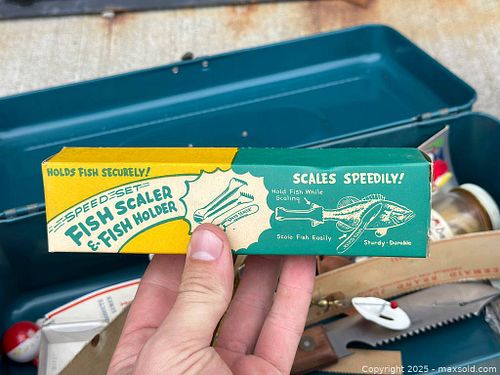 HOLDS FISH SECURELY!
SPEED-SET
FISH SCALER
& FISH HOLDER
SCALES SPEEDILY!
Hold Fish While
Scaling
Scale Fish Easily
Sturdy-Durable
Copyright 2025 - maxsold.com